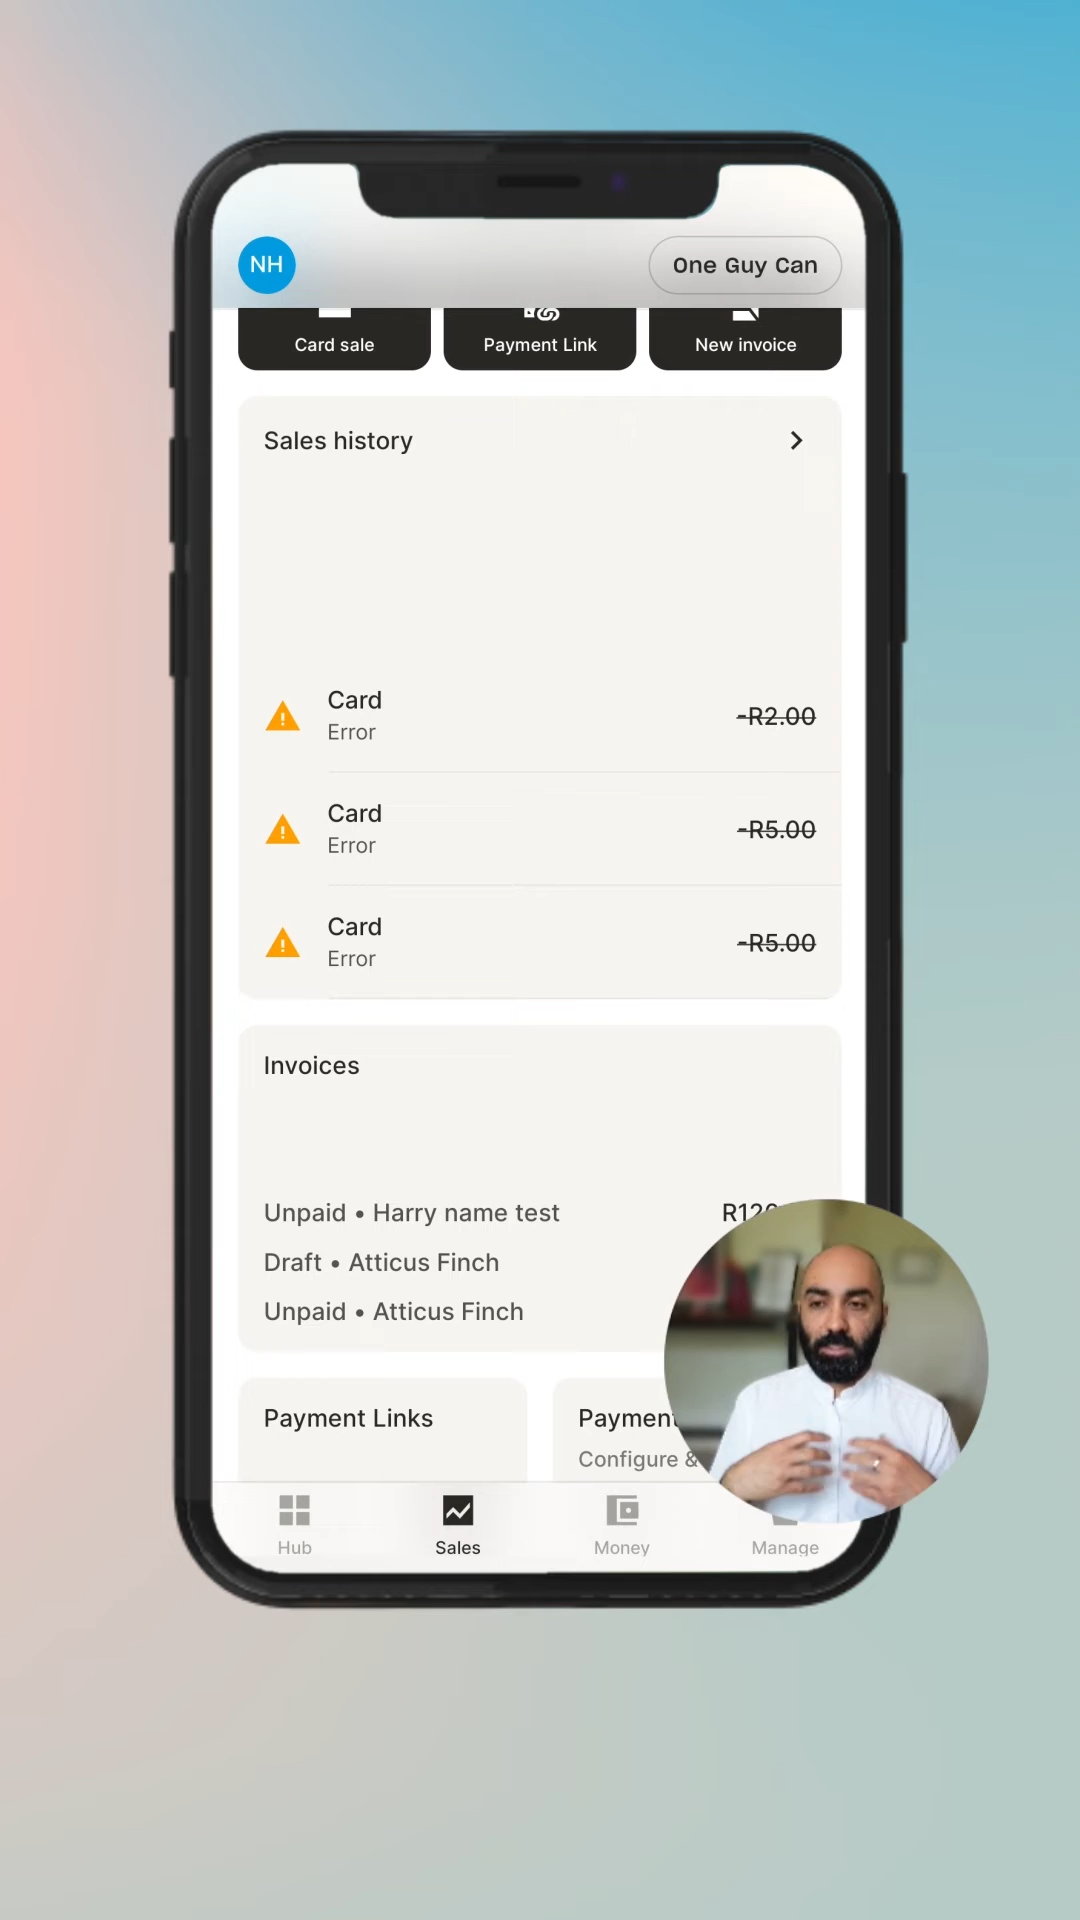 NH
One Guy Can
Card sale
Payment Link
New invoice
Sales history
Card
-R2.00
Error
Card
-R5.00
Error
Card
-R5.00
Error
Invoices
Unpaid • Harry name test
Draft • Atticus Finch
Unpaid • Atticus Finch
Payment Links
Configure &
Hub
Sales
Money
Manage